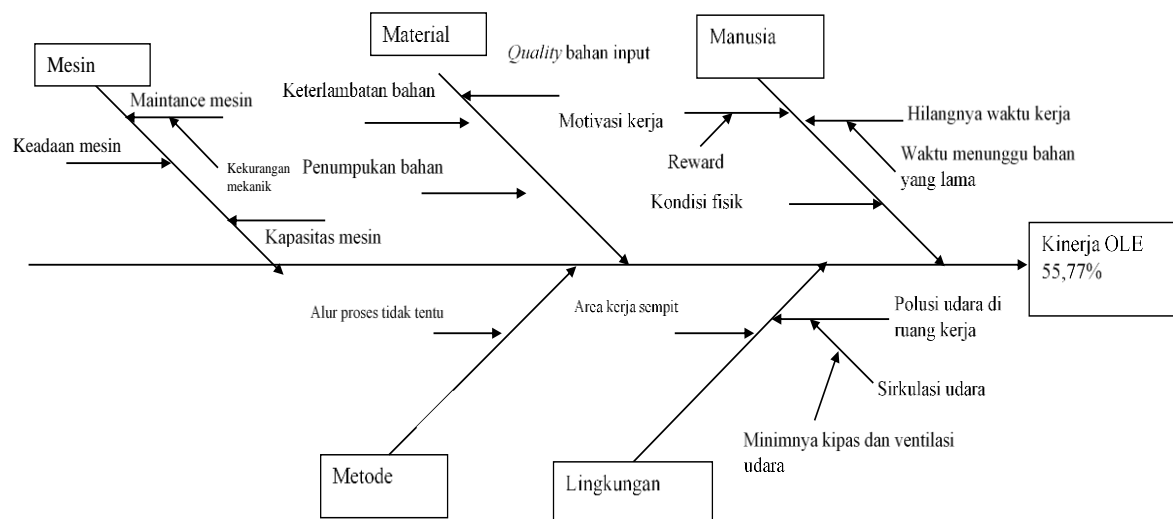 Mesin
Material
Manusia
Quality bahan input
Keterlambatan bahan
Maintance mesin
Motivasi kerja
Hilangnya waktu kerja
Keadaan mesin
Kekurangan
mekanik
Penumpukan bahan
Reward
Waktu menunggu bahan
yang lama
Kondisi fisik
Kapasitas mesin
Kinerja OLE
55,77%
Alur proses tidak tentu
Area kerja sempit
Polusi udara di
ruang kerja
Sirkulasi udara
Minimnya kipas dan ventilasi
udara
Metode
Lingkungan